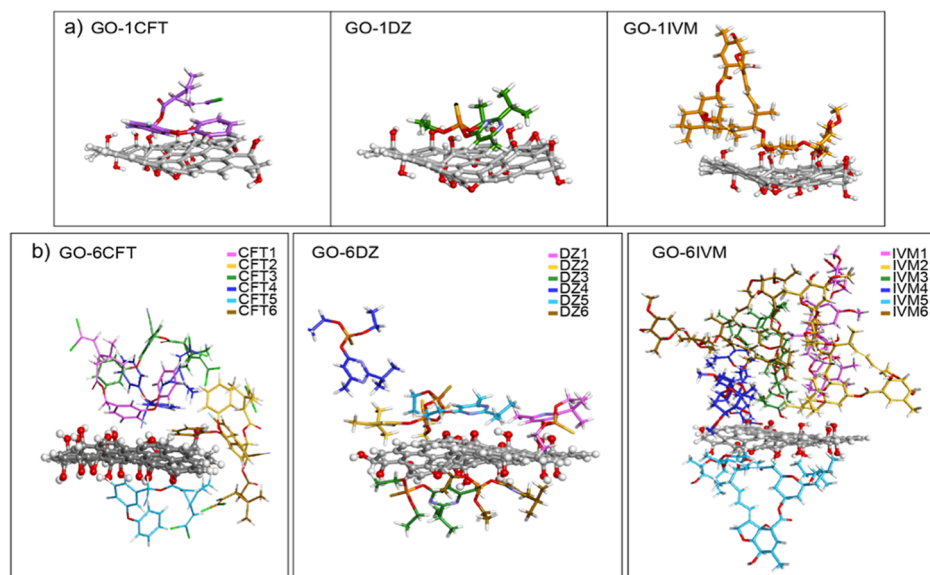 a) GO-1CFT
GO-1DZ
GO-1IVM
b) GO-6CFT
CFT1
CFT2
CFT3
CFT4
CFT5
CFT6
GO-6DZ
DZ1
DZ2
DZ3
DZ4
DZ5
DZ6
GO-6IVM
IVM1
IVM2
IVM3
IVM4
IVM5
IVM6